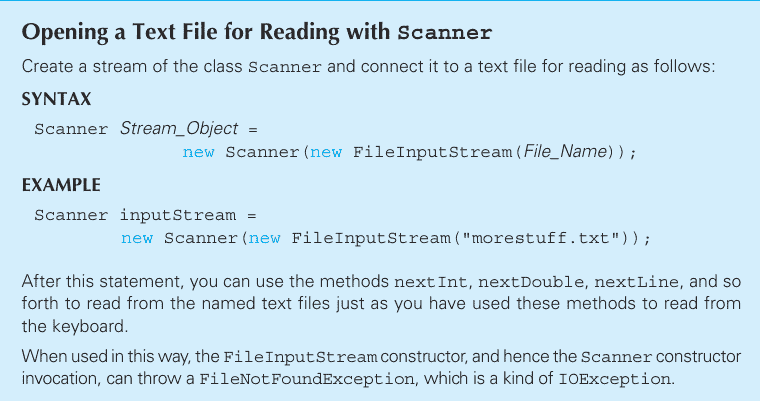 Opening a Text File for Reading with Scanner
Create a stream of the class Scanner and connect it to a text file for reading as follows:
SYNTAX
Scanner Stream_Object =
new Scanner(new FileInputStream(File_Name));
EXAMPLE
Scanner inputStream =
new Scanner(new FileInputStream("morestuff.txt"));
After this statement, you can use the methods nextInt, nextDouble, nextLine, and so
forth to read from the named text files just as you have used these methods to read from
the keyboard.
When used in this way, the FileInputStream constructor, and hence the Scanner constructor
invocation, can throw a FileNotFoundException, which is a kind of IOException.